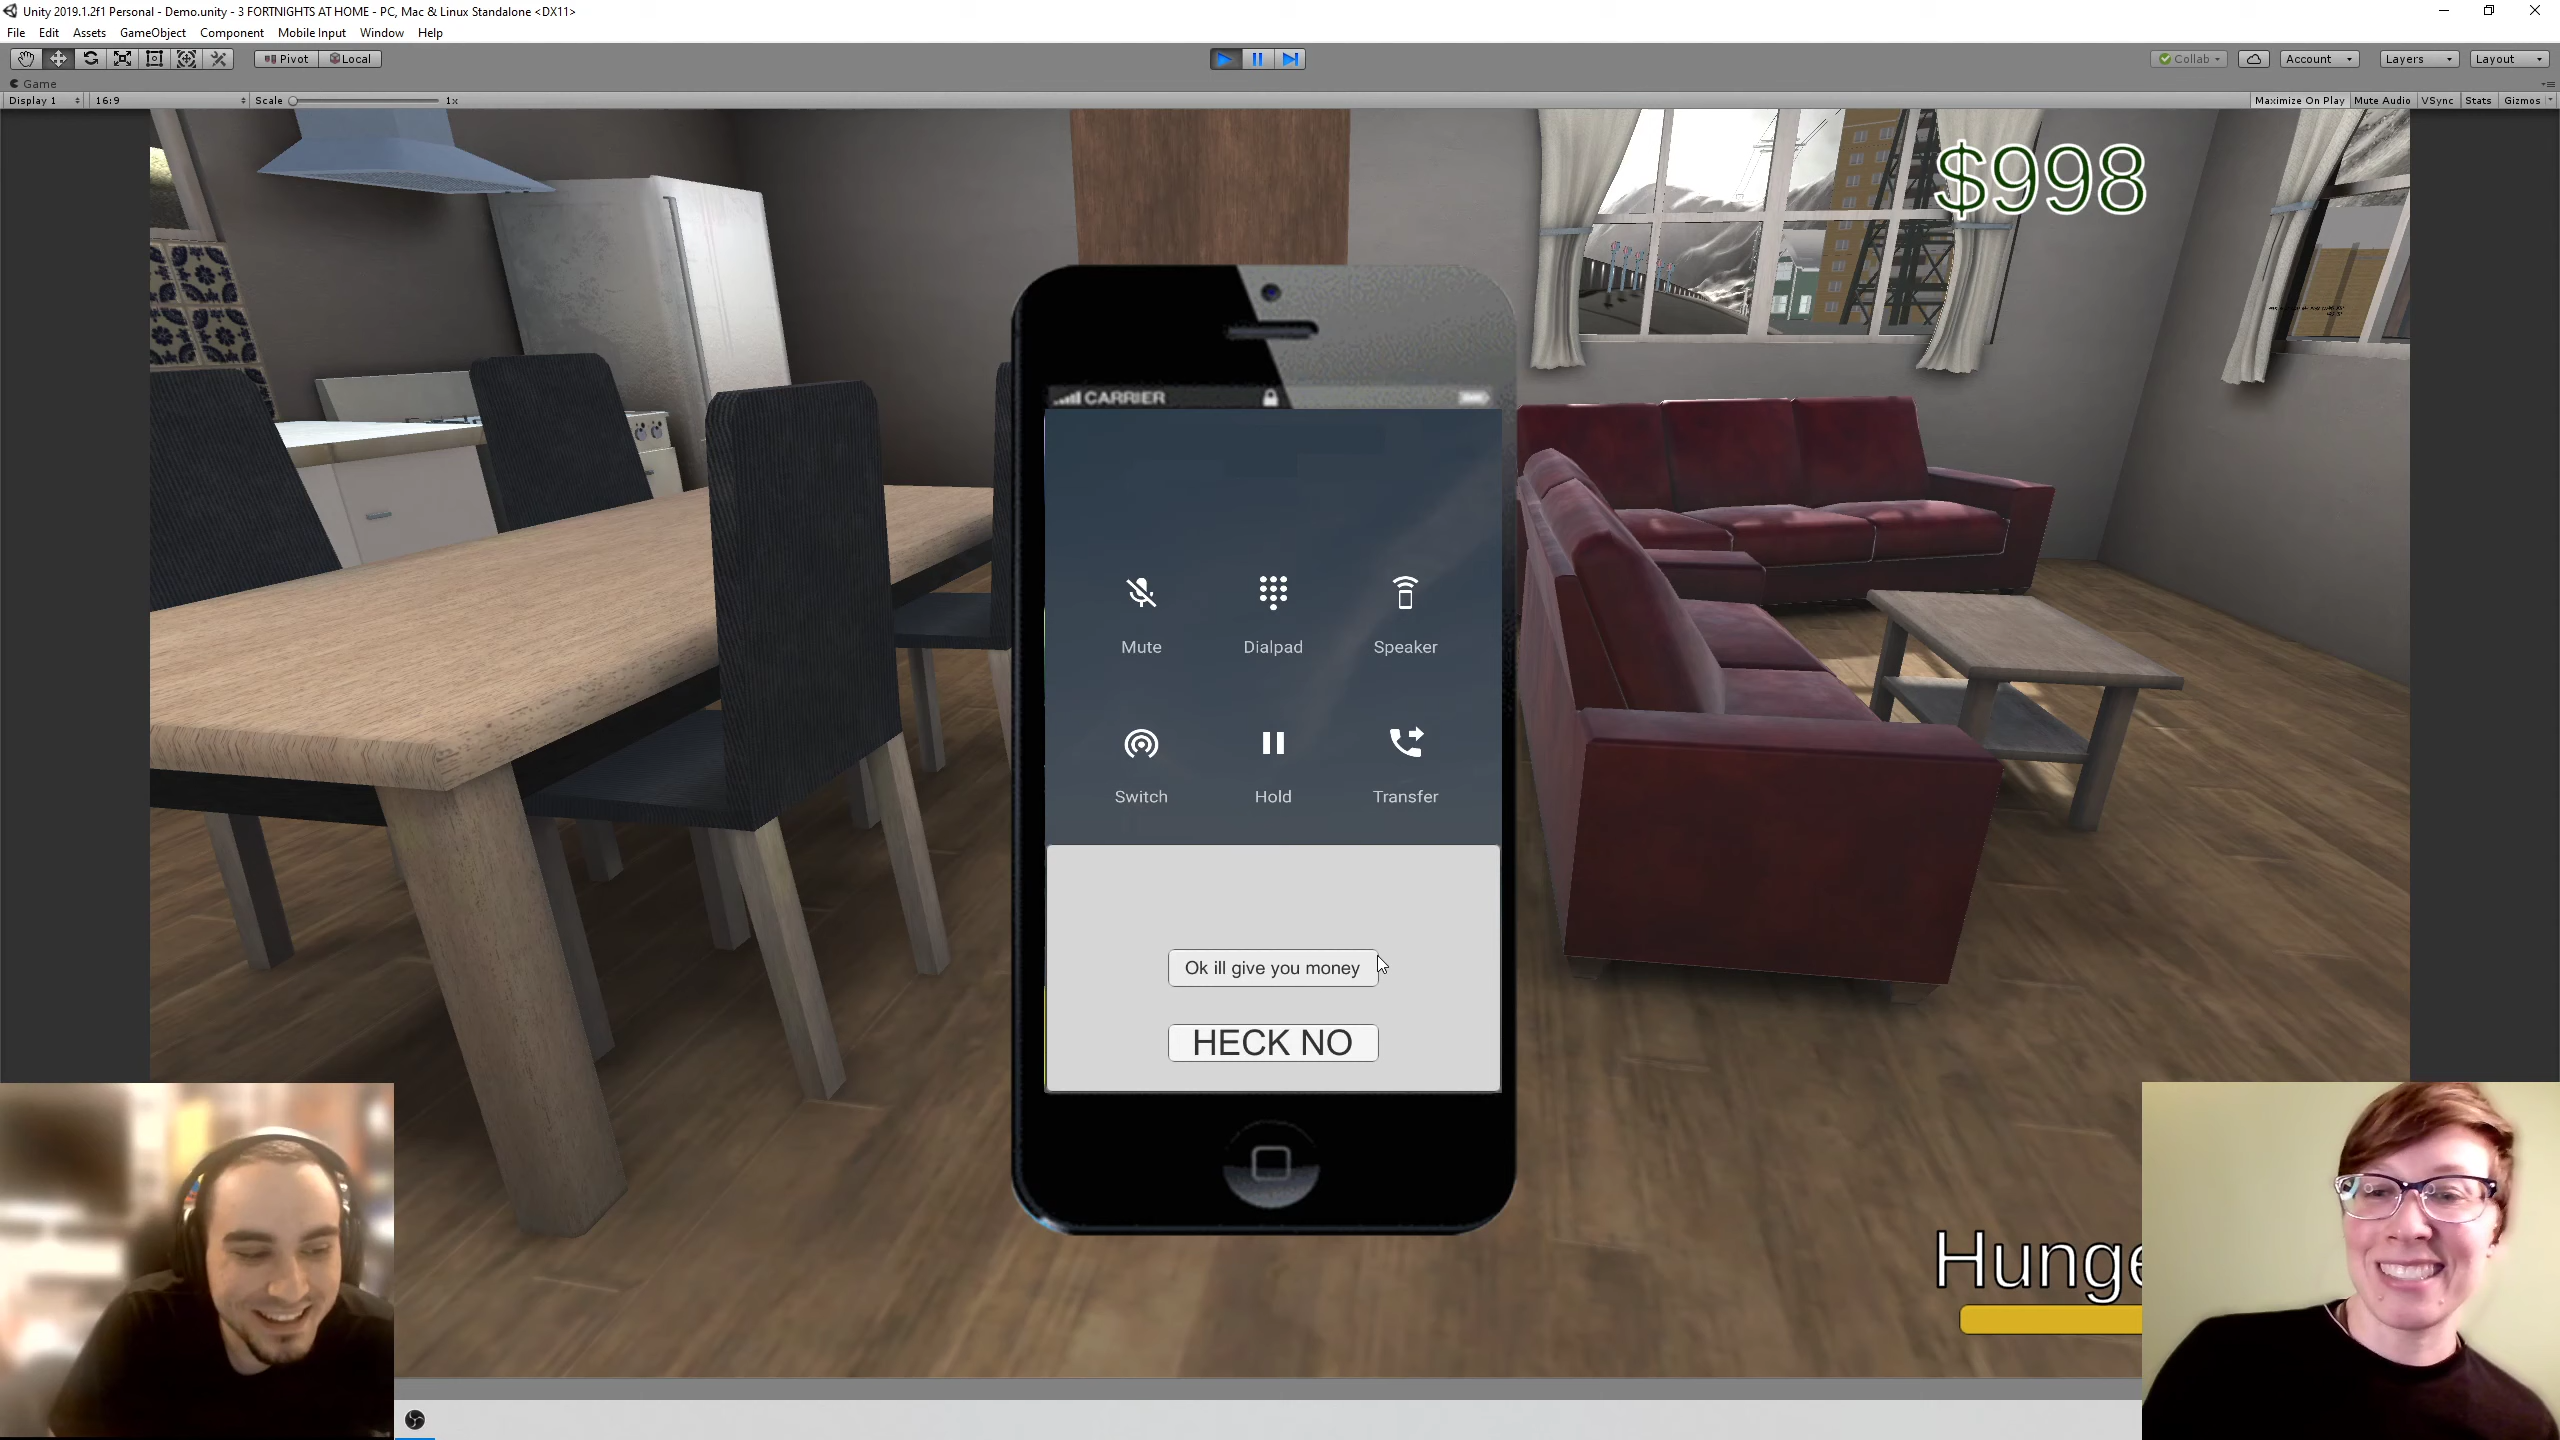 Unity 2019.1.2f1 Personal - Demo.unity - 3 FORTNIGHTS AT HOME - PC, Mac & Linux Standalone <DX11>
File Edit Assets GameObject Component Mobile Input Window Help
Pivot Local Collab Account Layers Layout
Game
Display 1 16:9 Scale 1x Maximize On Play Mute Audio VSync Stats Gizmos
$998
CARRIER
Mute Dialpad Speaker
Switch Hold Transfer
Ok ill give you money
HECK NO
Hunge